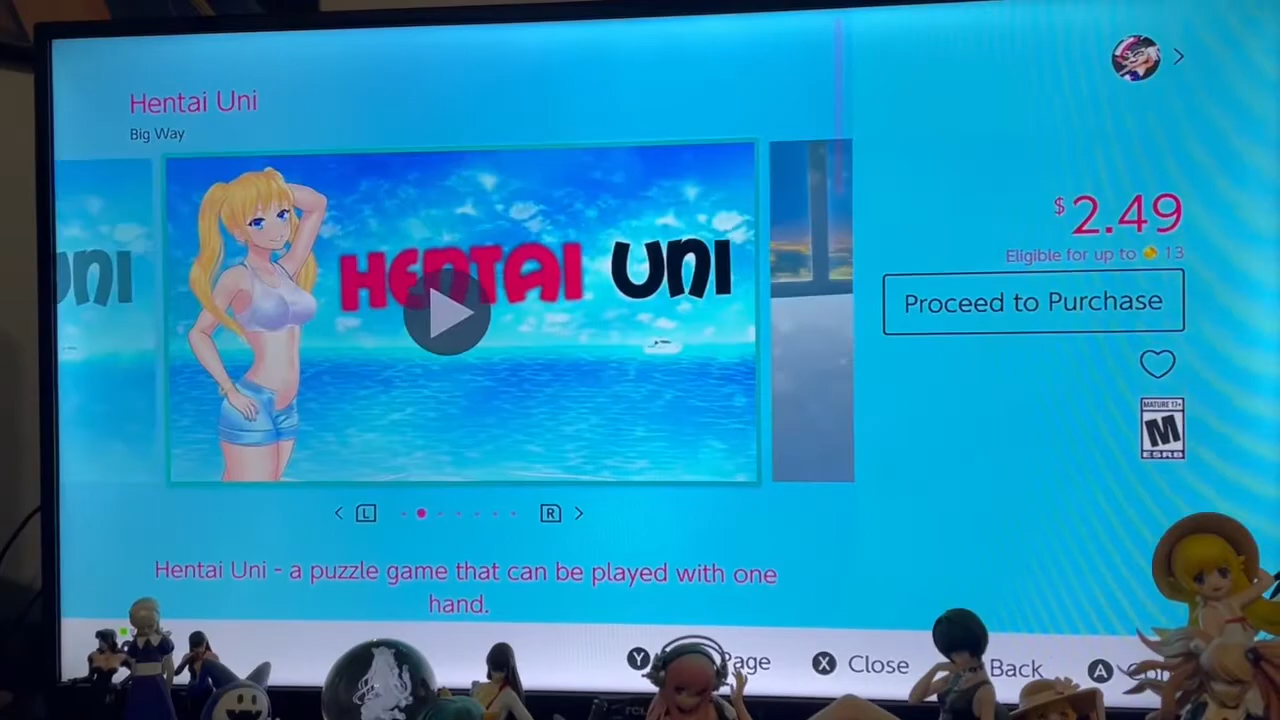 Hentai Uni
Big Way
UNI
HENTAI UNI
$2.49
Eligible for up to 13
Proceed to Purchase
MATURE 17+
M
ESRB
L
R
Hentai Uni - a puzzle game that can be played with one
hand.
Y Page
X Close
Back
A
TCL